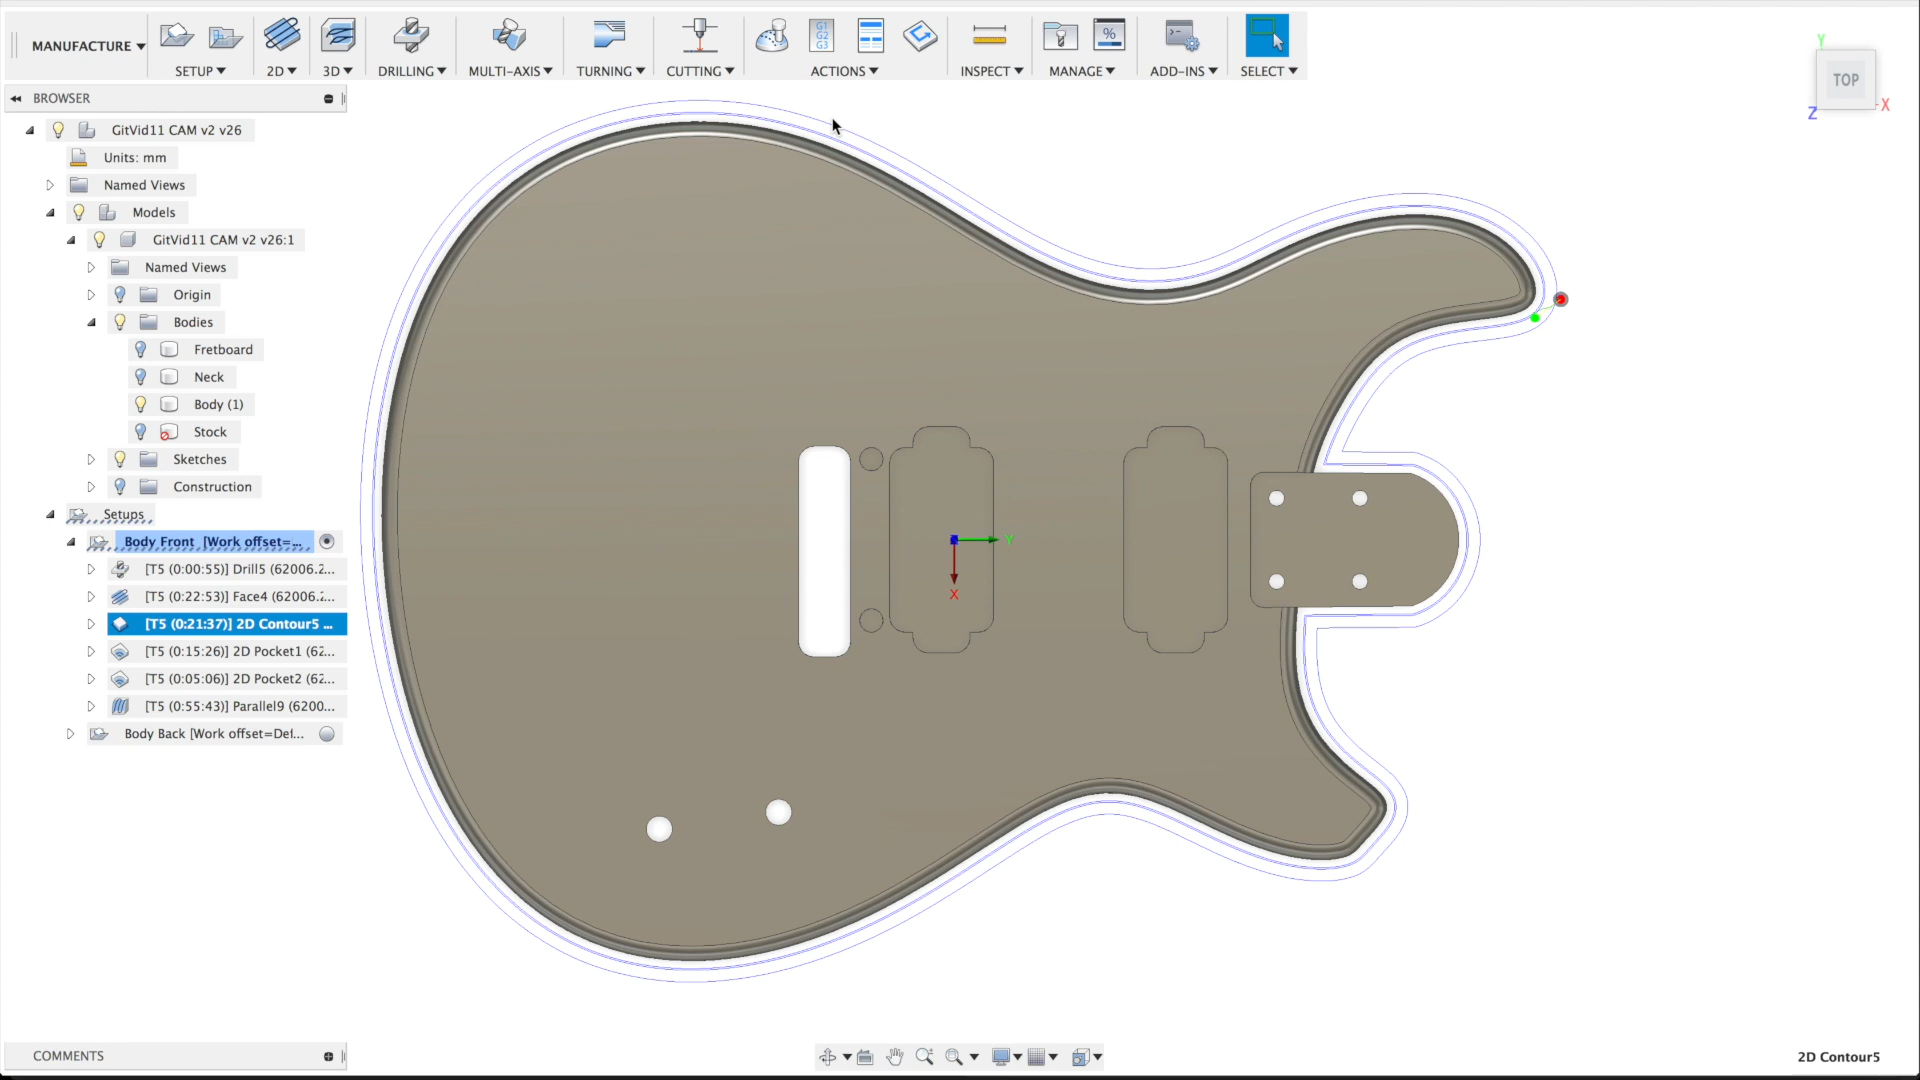 MANUFACTURE
SETUP
2D
3D
DRILLING
MULTI-AXIS
TURNING
CUTTING
G1
G2
G3
ACTIONS
INSPECT
%
MANAGE
ADD-INS
SELECT
Y
TOP
X
Z
BROWSER
GitVid11 CAM v2 v26
Units: mm
Named Views
Models
GitVid11 CAM v2 v26:1
Named Views
Origin
Bodies
Fretboard
Neck
Body (1)
Stock
Sketches
Construction
Setups
Body Front [Work offset=...
[T5 (0:00:55)] Drill5 (62006.2...
[T5 (0:22:53)] Face4 (62006.2...
[T5 (0:21:37)] 2D Contour5 ...
[T5 (0:15:26)] 2D Pocket1 (62...
[T5 (0:05:06)] 2D Pocket2 (62...
[T5 (0:55:43)] Parallel9 (6200...
Body Back [Work offset=Def...
Y
X
COMMENTS
2D Contour5